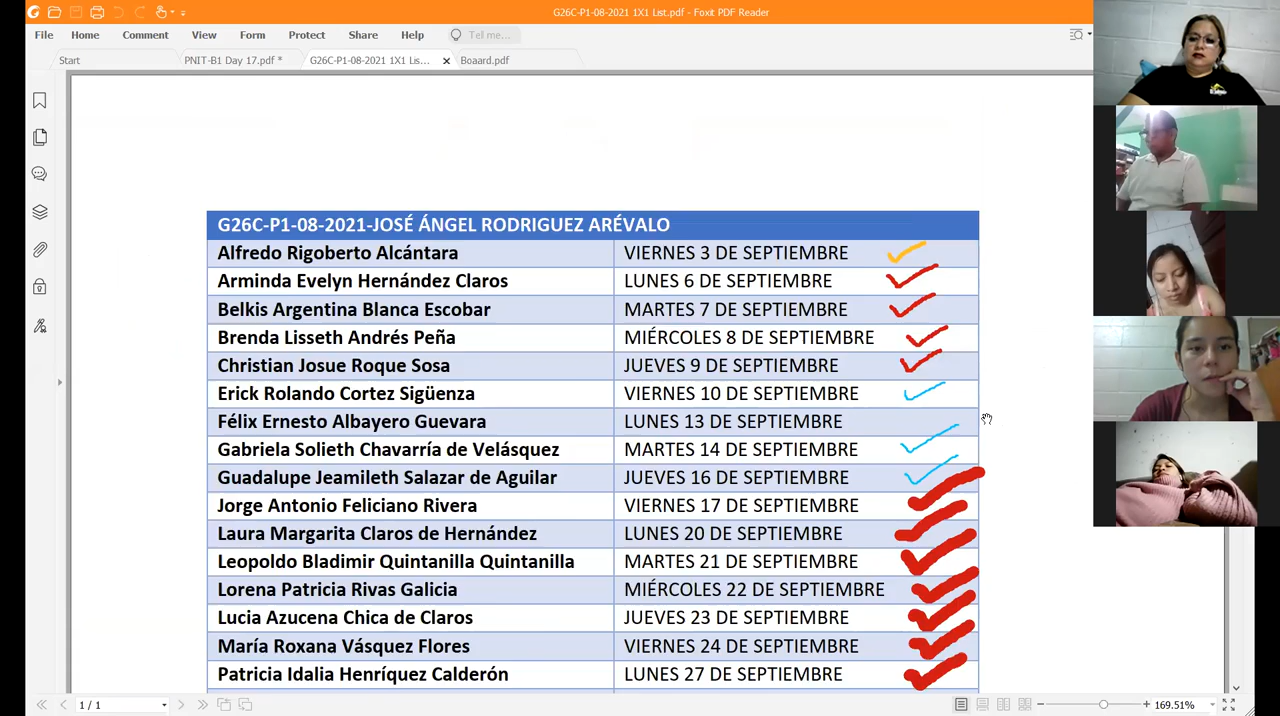 G26C-P1-08-2021 1X1 List.pdf - Foxit PDF Reader
File Home Comment View Form Protect Share Help Tell me...
Start PNIT-B1 Day 17.pdf * G26C-P1-08-2021 1X1 Lis... Boaard.pdf
G26C-P1-08-2021-JOSÉ ÁNGEL RODRIGUEZ ARÉVALO
Alfredo Rigoberto Alcántara VIERNES 3 DE SEPTIEMBRE
Arminda Evelyn Hernández Claros LUNES 6 DE SEPTIEMBRE
Belkis Argentina Blanca Escobar MARTES 7 DE SEPTIEMBRE
Brenda Lisseth Andrés Peña MIÉRCOLES 8 DE SEPTIEMBRE
Christian Josue Roque Sosa JUEVES 9 DE SEPTIEMBRE
Erick Rolando Cortez Sigüenza VIERNES 10 DE SEPTIEMBRE
Félix Ernesto Albayero Guevara LUNES 13 DE SEPTIEMBRE
Gabriela Solieth Chavarría de Velásquez MARTES 14 DE SEPTIEMBRE
Guadalupe Jeamileth Salazar de Aguilar JUEVES 16 DE SEPTIEMBRE
Jorge Antonio Feliciano Rivera VIERNES 17 DE SEPTIEMBRE
Laura Margarita Claros de Hernández LUNES 20 DE SEPTIEMBRE
Leopoldo Bladimir Quintanilla Quintanilla MARTES 21 DE SEPTIEMBRE
Lorena Patricia Rivas Galicia MIÉRCOLES 22 DE SEPTIEMBRE
Lucia Azucena Chica de Claros JUEVES 23 DE SEPTIEMBRE
María Roxana Vásquez Flores VIERNES 24 DE SEPTIEMBRE
Patricia Idalia Henríquez Calderón LUNES 27 DE SEPTIEMBRE
1 / 1 169.51%